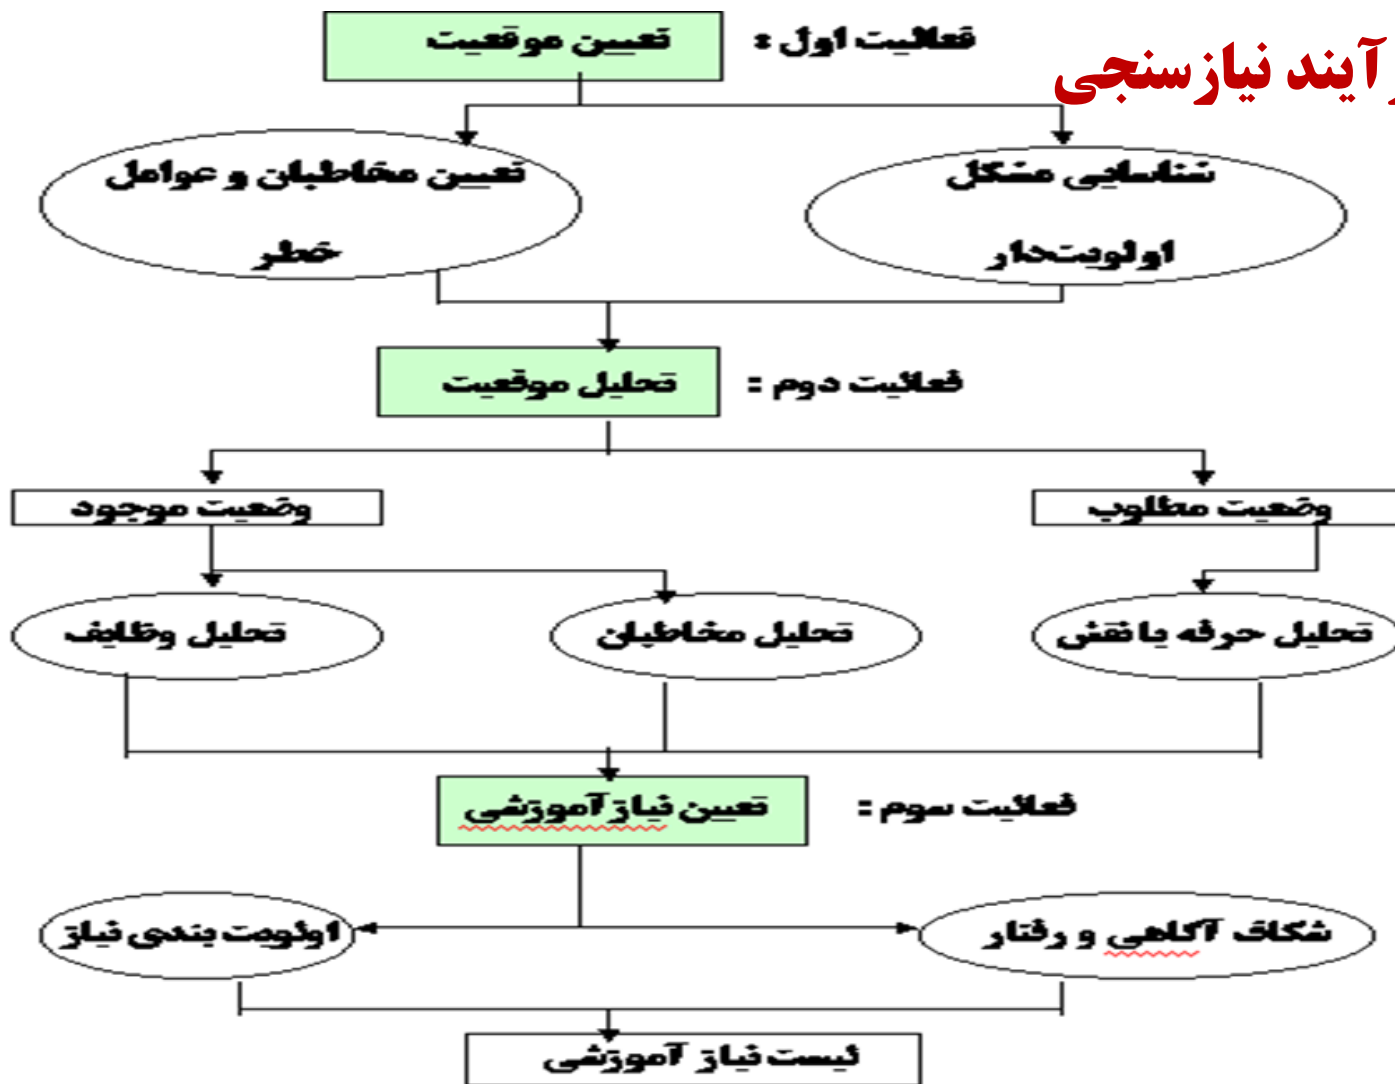 رآیند نیازسنجی
فعالیت اول : تعیین موقعیت
شناسایی مشکل
اولویت‌دار
تعیین مخاطبان و عوامل
خطر
فعالیت دوم : تحلیل موقعیت
وضعیت مطلوب
وضعیت موجود
تحلیل حرفه یا نقش
تحلیل مخاطبان
تحلیل وظایف
فعالیت سوم : تعیین نیاز آموزشی
شکاف آگاهی و رفتار
اولویت بندی نیاز
لیست نیاز آموزشی